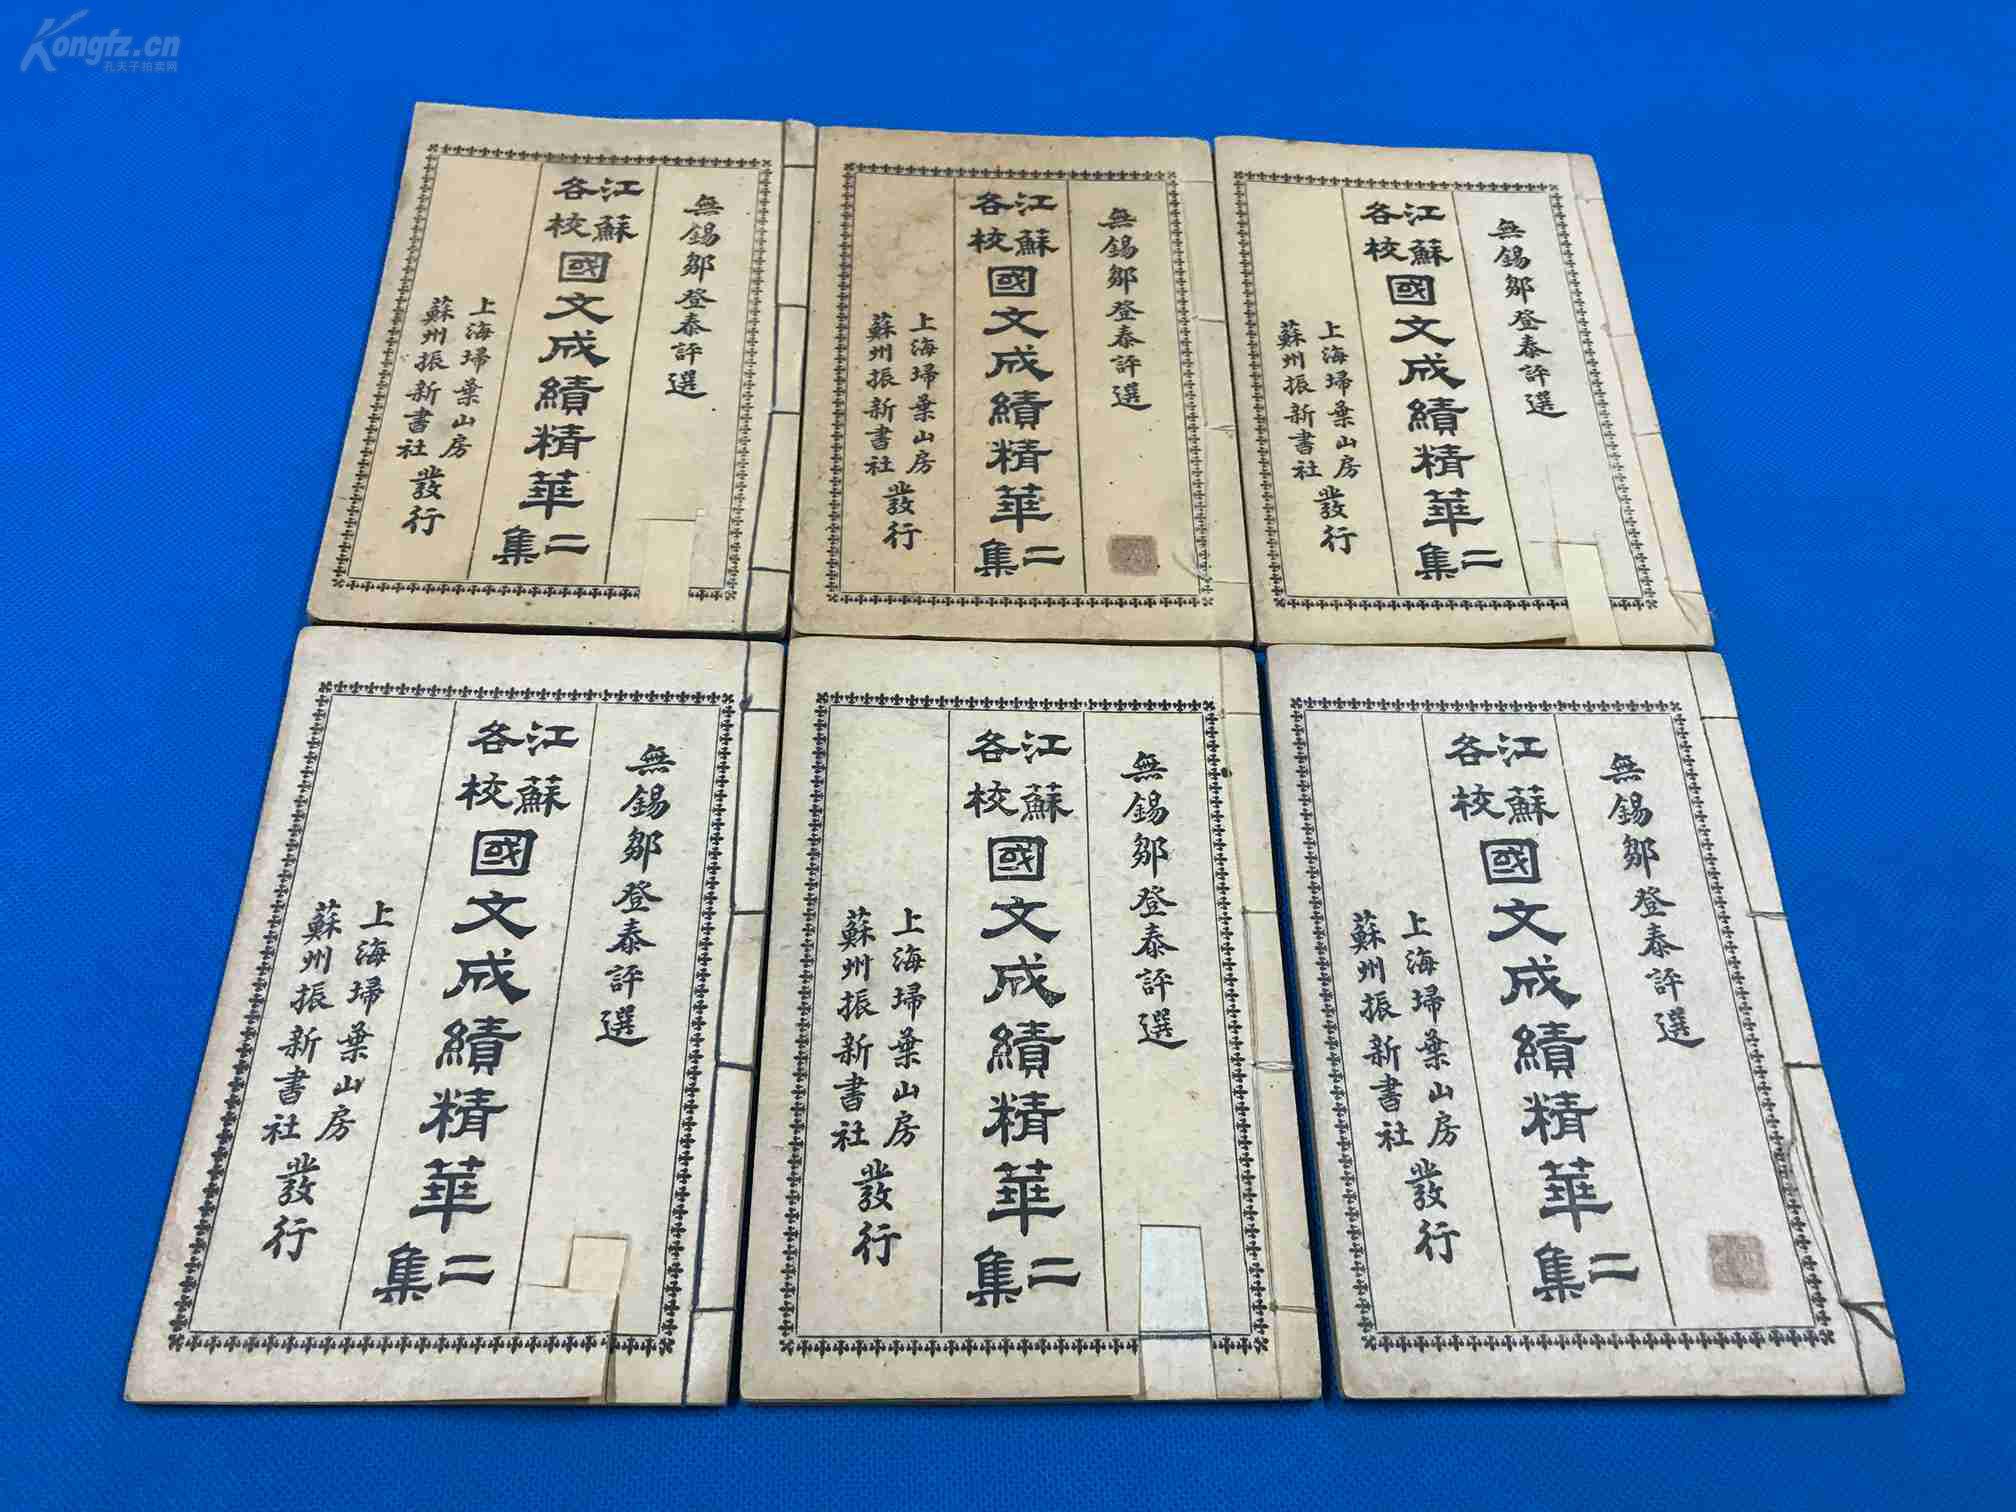 Kongfz.cn
孔夫子拍卖网
無錫鄒登泰評選
江蘇各校國文成績精華二集
上海埽葉山房
蘇州振新書社
發行
無錫鄒登泰評選
江蘇各校國文成績精華二集
上海埽葉山房
蘇州振新書社
發行
無錫鄒登泰評選
江蘇各校國文成績精華二集
上海埽葉山房
蘇州振新書社
發行
無錫鄒登泰評選
江蘇各校國文成績精華二集
上海埽葉山房
蘇州振新書社
發行
無錫鄒登泰評選
江蘇各校國文成績精華二集
上海埽葉山房
蘇州振新書社
發行
無錫鄒登泰評選
江蘇各校國文成績精華二集
上海埽葉山房
蘇州振新書社
發行